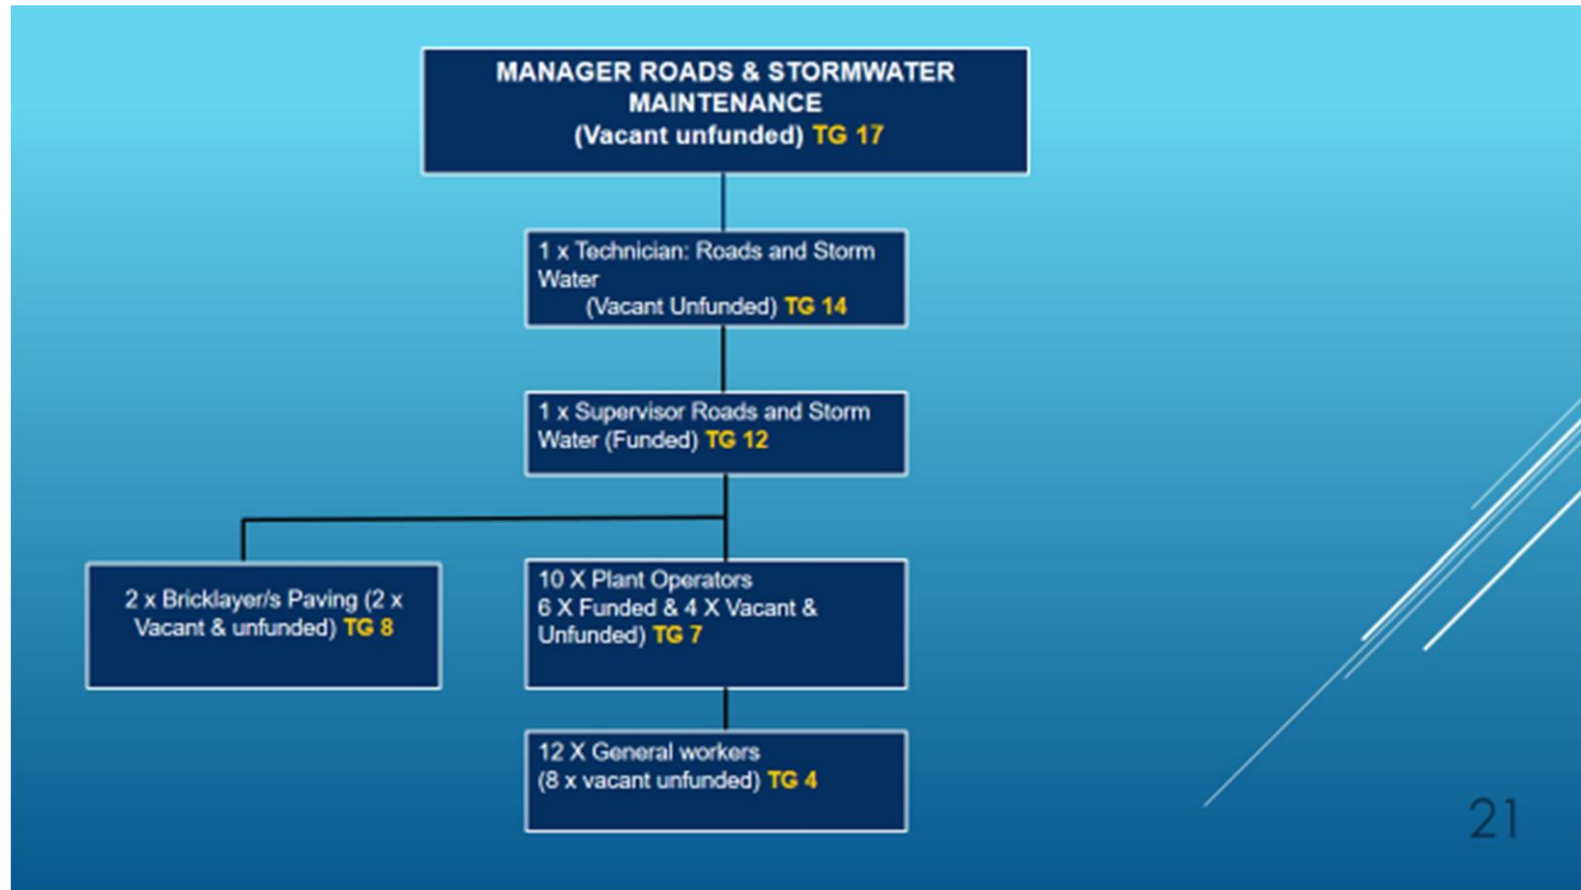 MANAGER ROADS & STORMWATER
MAINTENANCE
(Vacant unfunded) TG 17
1 x Technician: Roads and Storm
Water
(Vacant Unfunded) TG 14
1 x Supervisor Roads and Storm
Water (Funded) TG 12
2 x Bricklayer/s Paving (2 x
Vacant & unfunded) TG 8
10 X Plant Operators
6 X Funded & 4 X Vacant &
Unfunded) TG 7
12 X General workers
(8 x vacant unfunded) TG 4
21